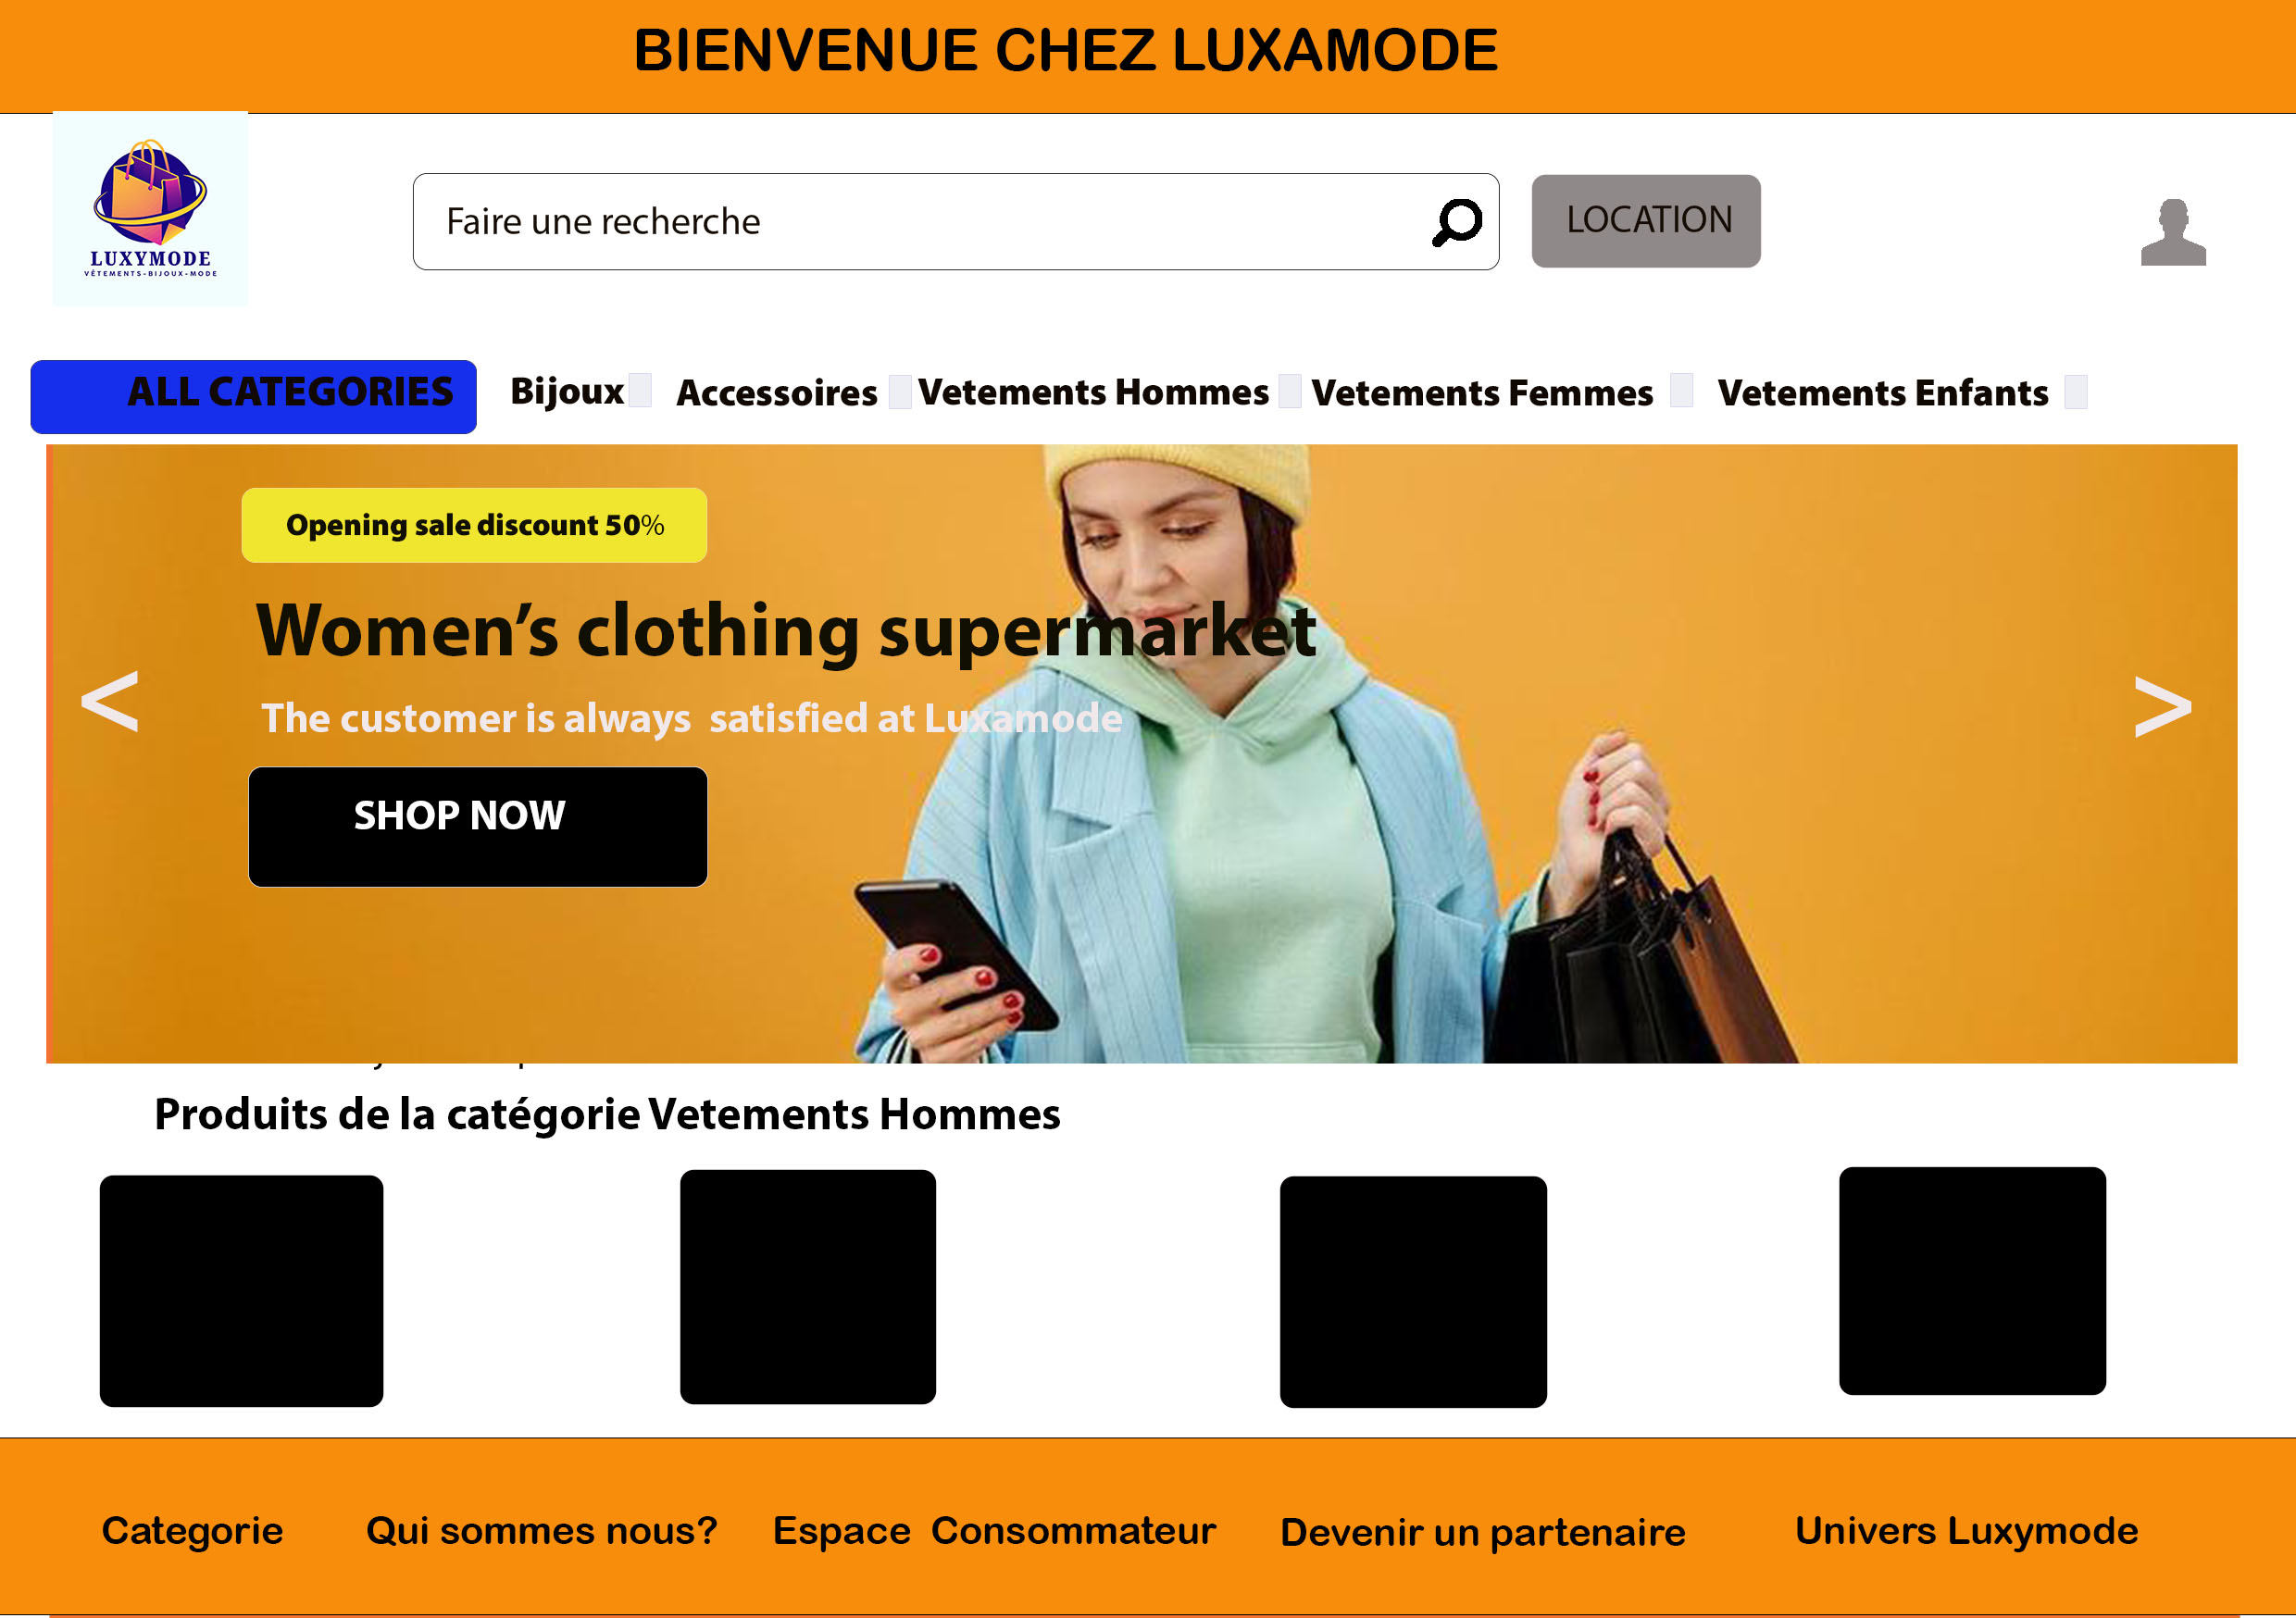 BIENVENUE CHEZ LUXAMODE
LUXYMODE
VÊTEMENTS-BIJOUX-MODE
Faire une recherche
LOCATION
ALL CATEGORIES
Bijoux
Accessoires
Vetements Hommes
Vetements Femmes
Vetements Enfants
Opening sale discount 50%
Women’s clothing supermarket
<
>
The customer is always  satisfied at Luxamode
SHOP NOW
Produits de la catégorie Vetements Hommes
Categorie
Qui sommes nous?
Espace  Consommateur
Devenir un partenaire
Univers Luxymode